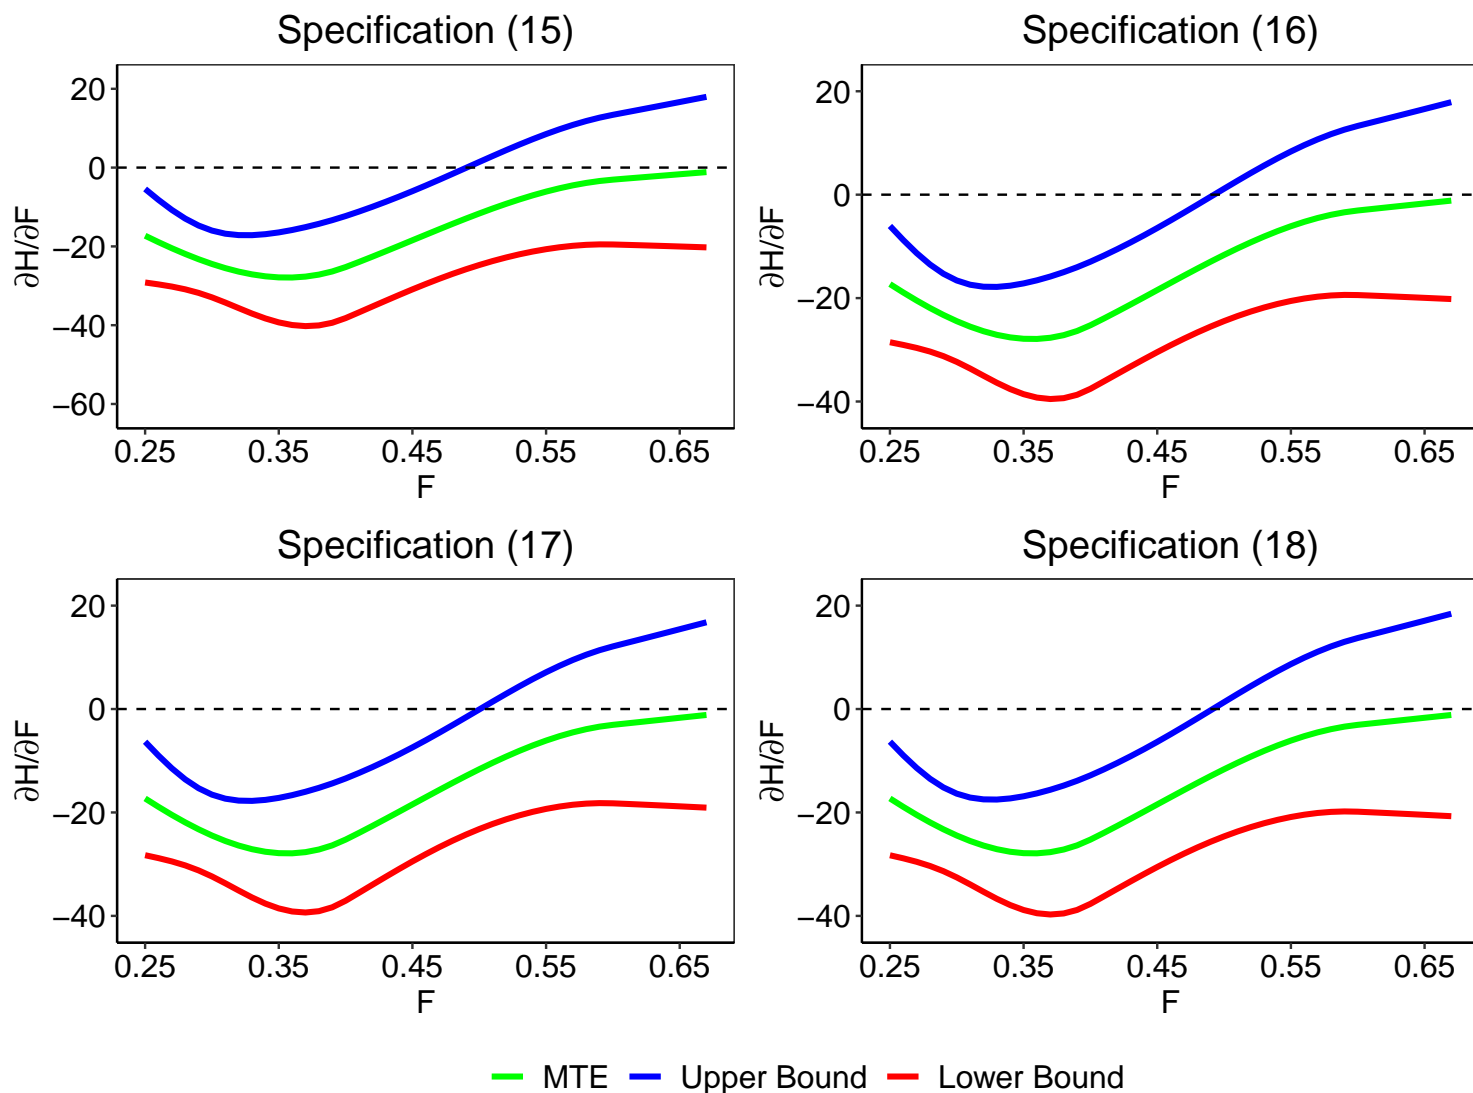 Specification (15)
20
0
−20
−40
−60
∂H/∂F
0.25 0.35 0.45 0.55 0.65
F
Specification (16)
20
0
−20
−40
∂H/∂F
0.25 0.35 0.45 0.55 0.65
F
Specification (17)
20
0
−20
−40
∂H/∂F
0.25 0.35 0.45 0.55 0.65
F
Specification (18)
20
0
−20
−40
∂H/∂F
0.25 0.35 0.45 0.55 0.65
F
MTE Upper Bound Lower Bound